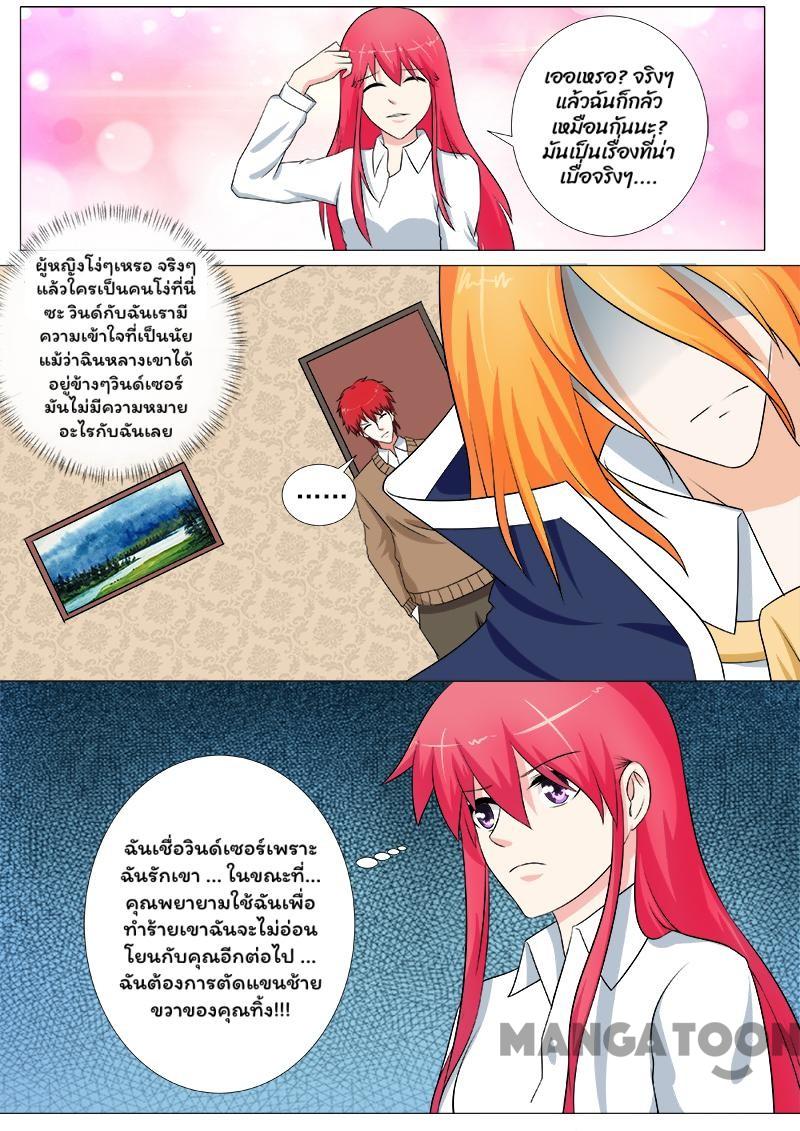 เออเหรอ? จริงๆ
แล้วฉันก็กลัว
เหมือนกันนะ?
มันเป็นเรื่องที่น่า
เบื่อจริงๆ....
ผู้หญิงโง่ๆเหรอ จริงๆ
แล้วใครเป็นคนโง่ที่นี่
ซะ วินด์กับฉันเรามี
ความเข้าใจที่เป็นนัย
แม้ว่าฉินหลางเขาได้
อยู่ข้างๆวินด์เซอร์
มันไม่มีความหมาย
อะไรกับฉันเลย
......
ฉันเชื่อวินด์เซอร์เพราะ
ฉันรักเขา ... ในขณะที่...
คุณพยายามใช้ฉันเพื่อ
ทำร้ายเขาฉันจะไม่อ่อน
โยนกับคุณอีกต่อไป ...
ฉันต้องการตัดแขนซ้าย
ขวาของคุณทิ้ง!!!
MANGATOON